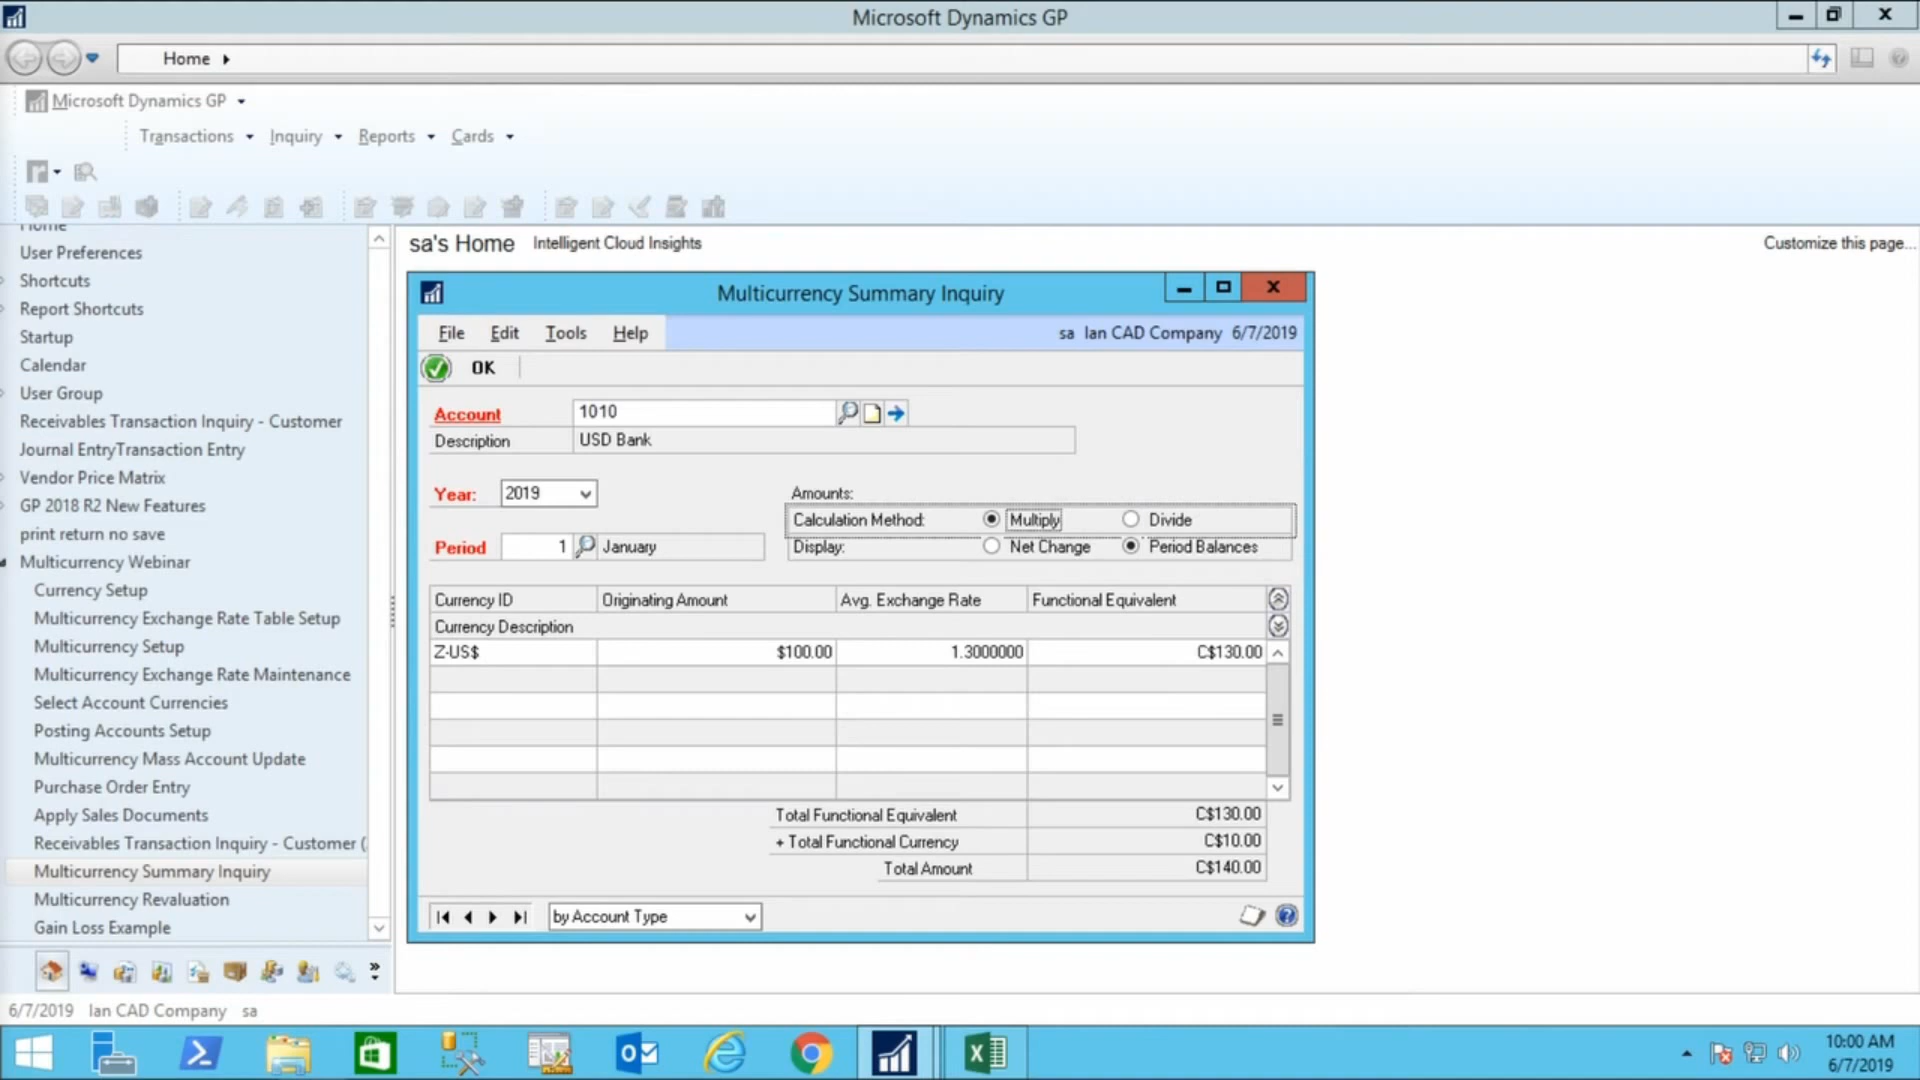 Microsoft Dynamics GP
Home
Microsoft Dynamics GP
Transactions Inquiry Reports Cards
Home
User Preferences
Shortcuts
Report Shortcuts
Startup
Calendar
User Group
Receivables Transaction Inquiry - Customer
Journal EntryTransaction Entry
Vendor Price Matrix
GP 2018 R2 New Features
print return no save
Multicurrency Webinar
Currency Setup
Multicurrency Exchange Rate Table Setup
Multicurrency Setup
Multicurrency Exchange Rate Maintenance
Select Account Currencies
Posting Accounts Setup
Multicurrency Mass Account Update
Purchase Order Entry
Apply Sales Documents
Receivables Transaction Inquiry - Customer (
Multicurrency Summary Inquiry
Multicurrency Revaluation
Gain Loss Example
sa's Home Intelligent Cloud Insights Customize this page...
Multicurrency Summary Inquiry
File Edit Tools Help sa Ian CAD Company 6/7/2019
OK
Account 1010
Description USD Bank
Year: 2019 Amounts:
Calculation Method: Multiply Divide
Period 1 January Display: Net Change Period Balances
Currency ID Originating Amount Avg. Exchange Rate Functional Equivalent
Currency Description
Z-US$ $100.00 1.3000000 C$130.00
Total Functional Equivalent C$130.00
+ Total Functional Currency C$10.00
Total Amount C$140.00
by Account Type
6/7/2019 Ian CAD Company sa
10:00 AM
6/7/2019